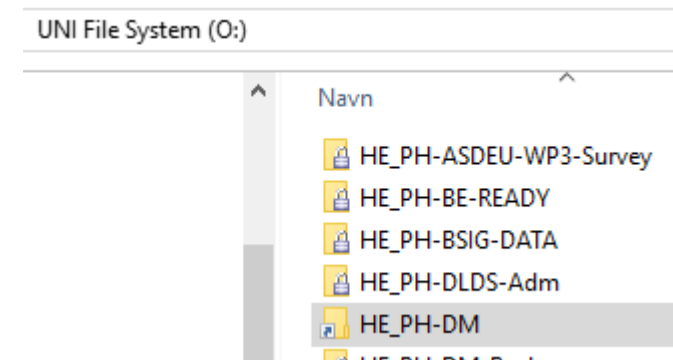 UNI File System (O:)
Navn
HE_PH-ASDEU-WP3-Survey
HE_PH-BE-READY
HE_PH-BSIG-DATA
HE_PH-DLDS-Adm
HE_PH-DM